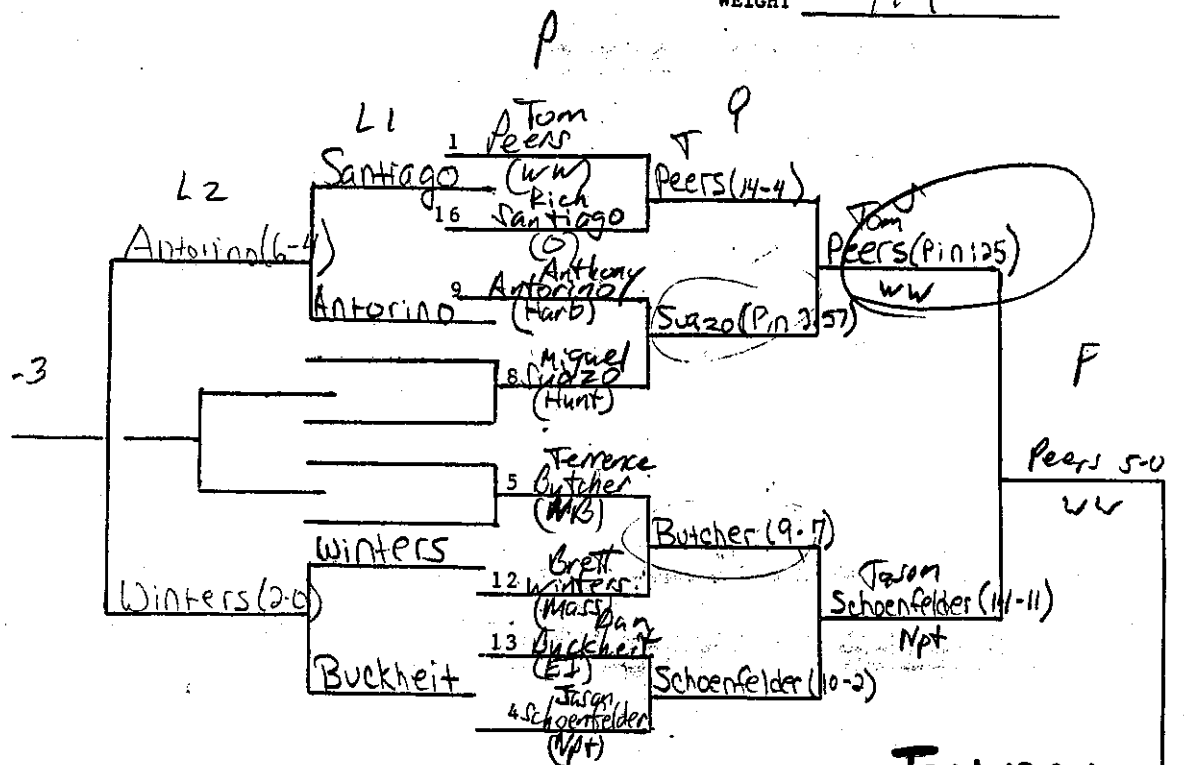 WEIGHT
P
L1
Q
L2
F
-3
1 Tom Peers
(WW)
16 Rich Santiago
(O)
9 Anthony Antorino
(Harb)
8 Miguel Suazo
(Hunt)
5 Terrence Butcher
(MB)
12 Brett Winters
(Mass)
13 Dan Buckheit
(EI)
4 Jason Schoenfelder
(Npt)
Santiago
Antorino
Winters
Buckheit
Antorino (6-4)
Winters (2-0)
Peers (14-4)
Suazo (Pin 2:57)
Butcher (9-7)
Schoenfelder (10-2)
Tom
Peers (Pin 1:25)
WW
Jason
Schoenfelder
Npt
Peers 5-0
WW